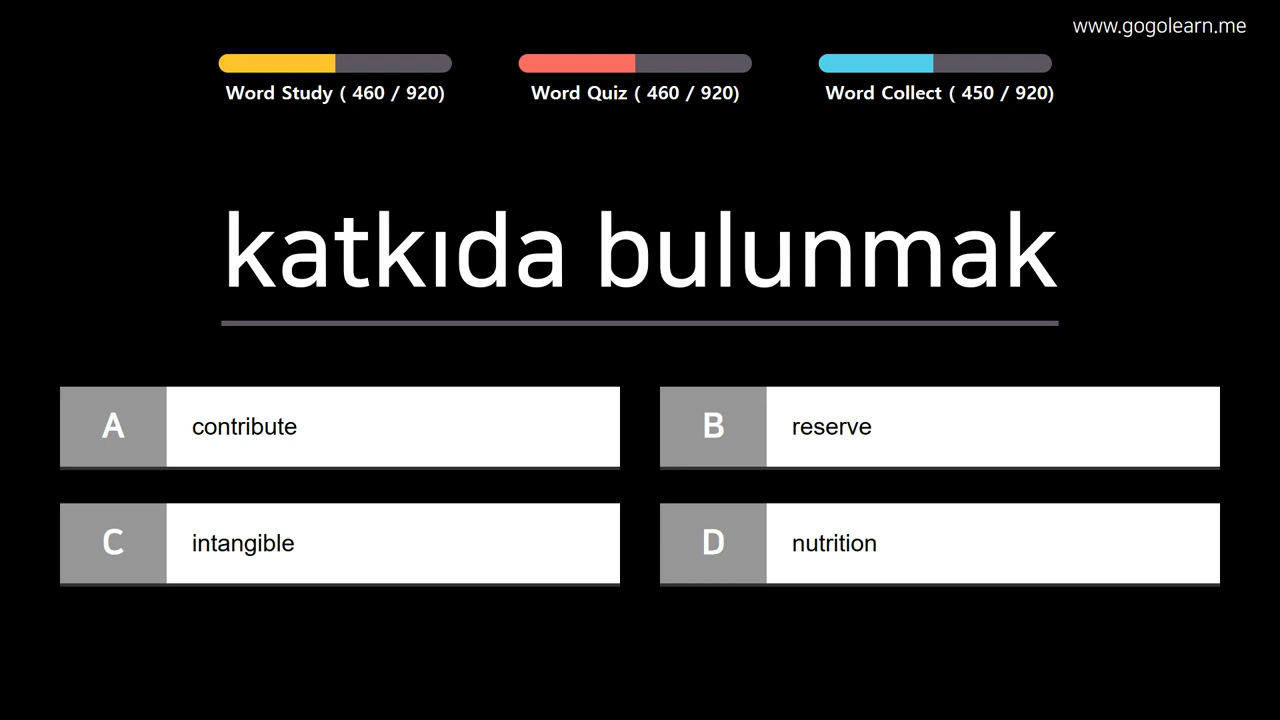 www.gogolearn.me
Word Study ( 460 / 920)
Word Quiz ( 460 / 920)
Word Collect ( 450 / 920)
katkıda bulunmak
A contribute
B reserve
C intangible
D nutrition